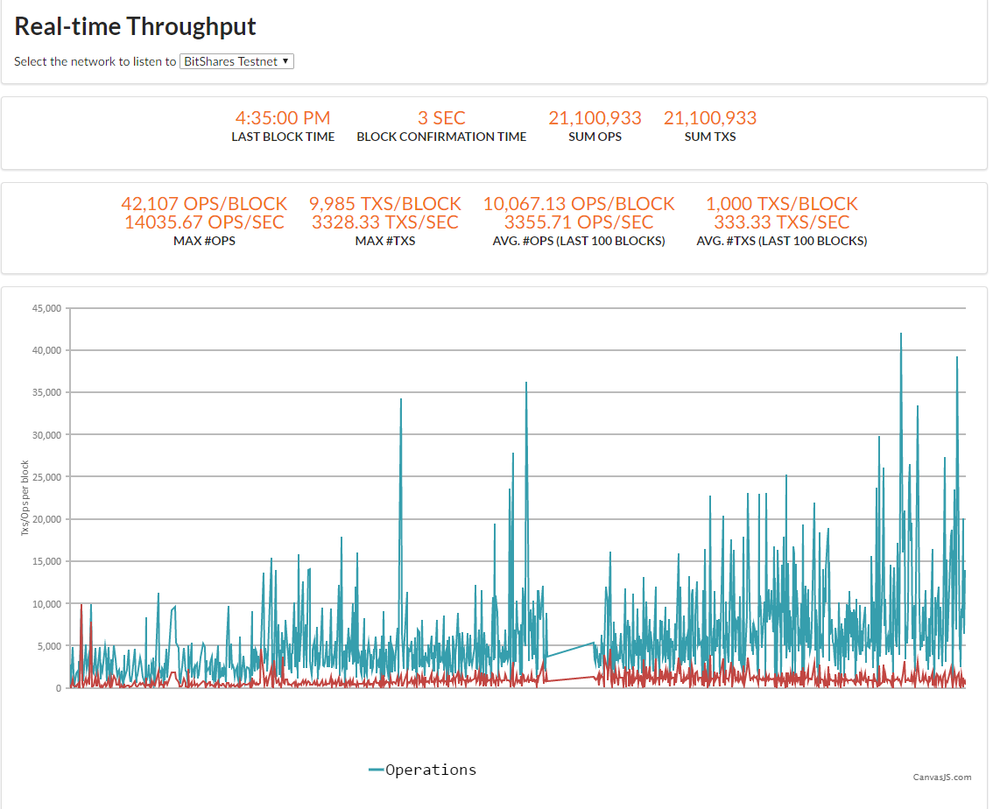 Real-time Throughput
Select the network to listen to BitShares Testnet ▼
4:35:00 PM 3 SEC 21,100,933 21,100,933
LAST BLOCK TIME BLOCK CONFIRMATION TIME SUM OPS SUM TXS
42,107 OPS/BLOCK 9,985 TXS/BLOCK 10,067.13 OPS/BLOCK 1,000 TXS/BLOCK
14035.67 OPS/SEC 3328.33 TXS/SEC 3355.71 OPS/SEC 333.33 TXS/SEC
MAX #OPS MAX #TXS AVG. #OPS (LAST 100 BLOCKS) AVG. #TXS (LAST 100 BLOCKS)
45,000
40,000
35,000
30,000
25,000
20,000
15,000
10,000
5,000
0
Txs/Ops per block
Operations
CanvasJS.com